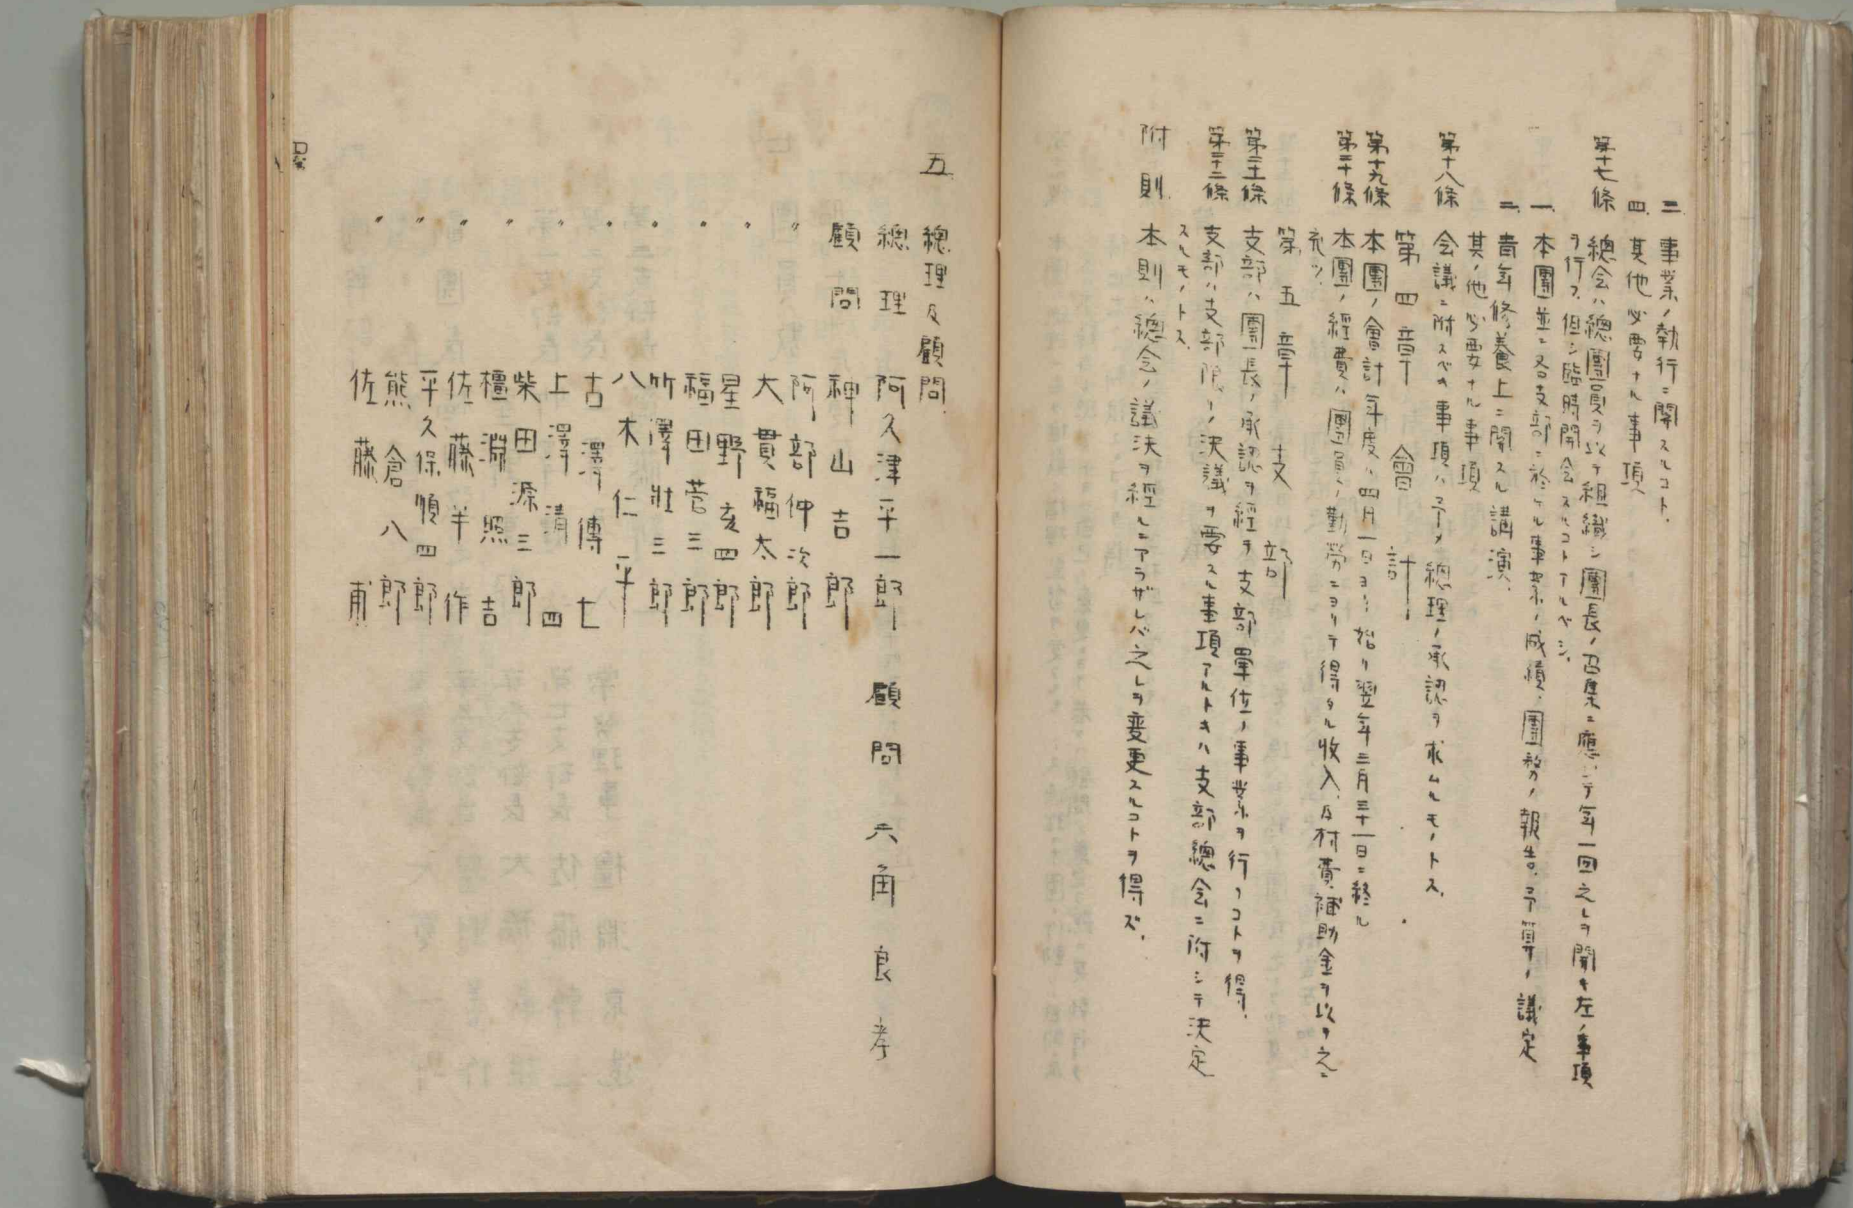 三、事業ノ執行ニ関スルコト、
四、其他必要ナル事項、
第十七條 總会ハ總團員ヲ以テ組織シ團長ノ召集ニ應ジテ年一回之レヲ開キ左ノ事項
ヲ行フ、但シ臨時開会スルコトアルベシ、
一、本團並ニ各支部ニ於ケル事業ノ成績、團務ノ報告、予算ノ議定
二、青年修養上ニ関スル講演、
其ノ他必要ナル事項
第十八條 会議ニ附スベキ事項ハ予メ總理ノ承認ヲ求ムルモノトス、
第四章 會計
第十九條 本團ノ會計年度ハ四月一日ヨリ始リ翌年三月三十一日ニ終ル
第二十條 本團ノ經費ハ團員ノ勤労ニヨリテ得タル收入、及村費補助金ヲ以テ之ニ
充ツ、
第五章 支部
第二十一條 支部ハ團長ノ承認ヲ經テ支部單位ノ事業ヲ行フコトヲ得、
第二十二條 支部ハ支部限リノ決議ヲ要スル事項アルトキハ支部總会ニ附シテ決定
スルモノトス、
附則、本則ハ總会ノ議決ヲ經ルニアラザレバ之レヲ変更スルコトヲ得ズ、
五、總理及顧問、
總理 阿久津平一郎 顧問 六角良孝
顧問 神山吉郎
〃 阿部仲次郎
〃 大貫福太郎
〃 星野亥四郎
〃 福田菅三郎
〃 竹澤壯三郎
〃 八木仁平
〃 古澤傳七
〃 上澤清四
〃 柴田源三郎
〃 檀淵照吉
〃 佐藤半作
〃 平久保順四郎
〃 熊倉八郎
〃 佐藤甫